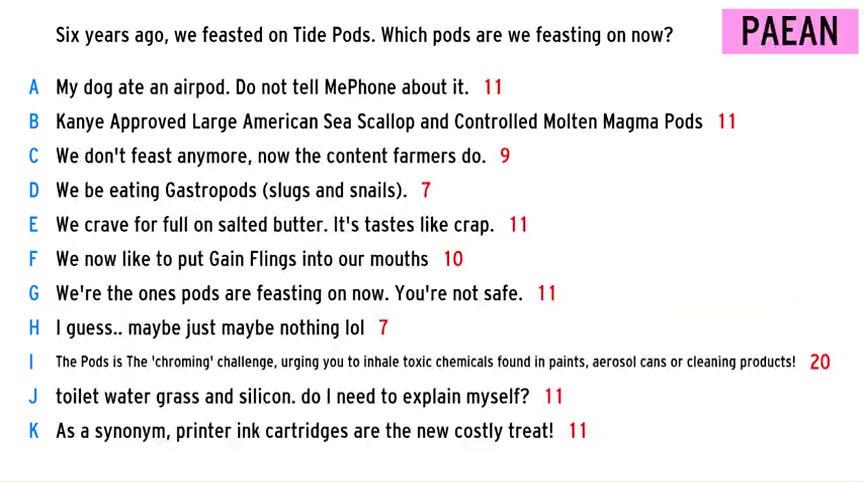 Six years ago, we feasted on Tide Pods. Which pods are we feasting on now?
PAEAN
A My dog ate an airpod. Do not tell MePhone about it. 11
B Kanye Approved Large American Sea Scallop and Controlled Molten Magma Pods 11
C We don't feast anymore, now the content farmers do. 9
D We be eating Gastropods (slugs and snails). 7
E We crave for full on salted butter. It's tastes like crap. 11
F We now like to put Gain Flings into our mouths 10
G We're the ones pods are feasting on now. You're not safe. 11
H I guess.. maybe just maybe nothing lol 7
I The Pods is The 'chroming' challenge, urging you to inhale toxic chemicals found in paints, aerosol cans or cleaning products! 20
J toilet water grass and silicon. do I need to explain myself? 11
K As a synonym, printer ink cartridges are the new costly treat! 11